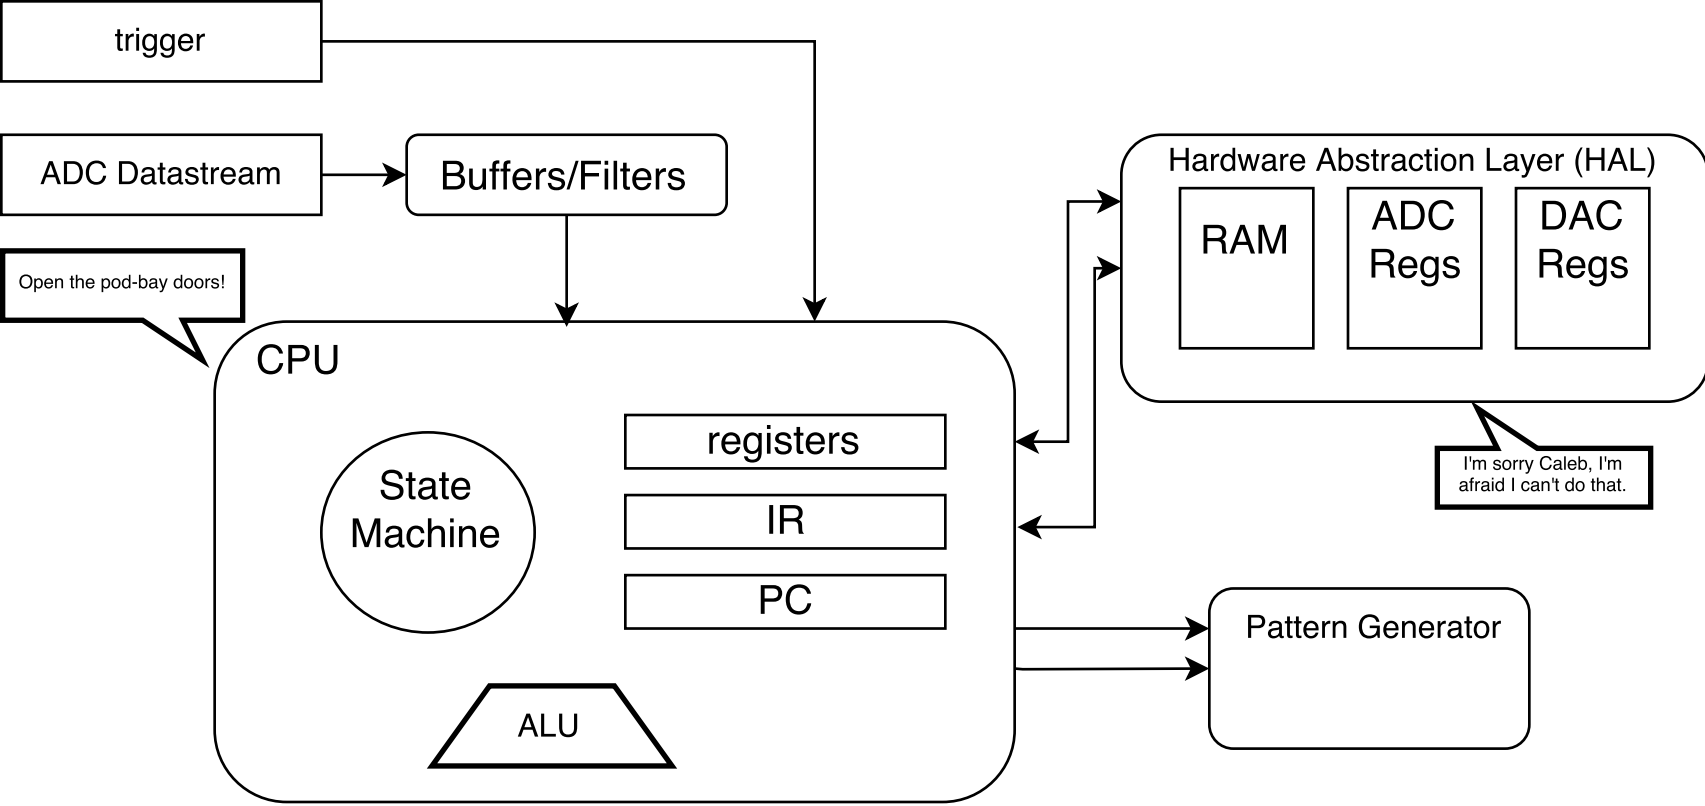 trigger
ADC Datastream
Buffers/Filters
Hardware Abstraction Layer (HAL)
RAM
ADC
Regs
DAC
Regs
Open the pod-bay doors!
CPU
State
Machine
registers
IR
PC
ALU
I'm sorry Caleb, I'm
afraid I can't do that.
Pattern Generator